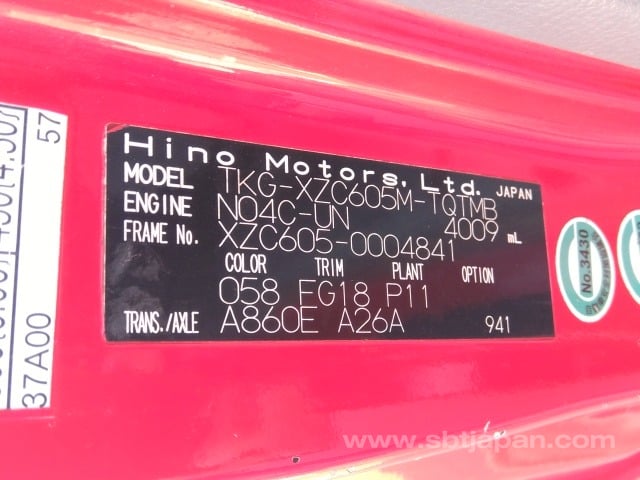 Hino Motors, Ltd. JAPAN
MODEL TKG-XZC605M-TQTMB
ENGINE N04C-UN 4009 mL
FRAME No. XZC605-0004841
COLOR TRIM PLANT OPTION
058 FG18 P11
TRANS./AXLE A860E A26A 941
57
37A00
No.3430
www.sbtjapan.com